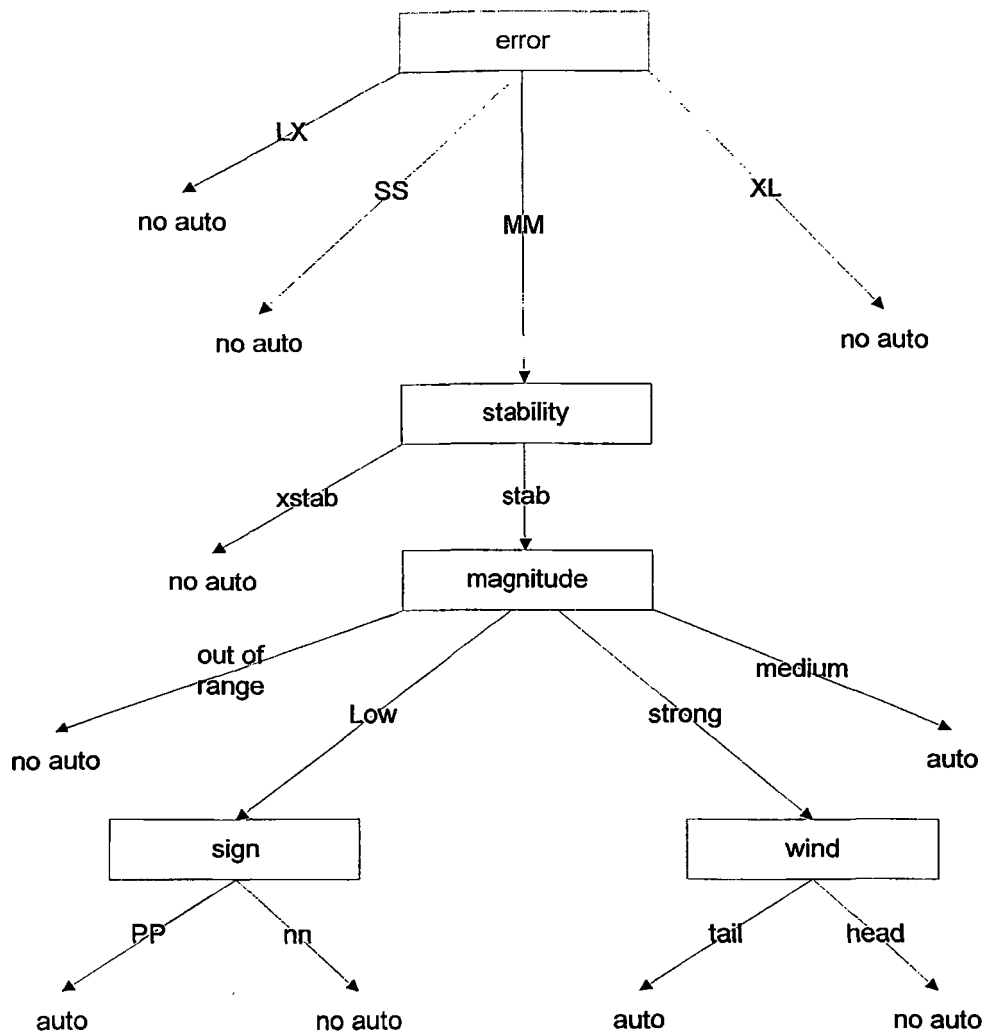 error
LX
SS
XL
no auto
MM
no auto
no auto
stability
xstab
stab
no auto
magnitude
out of
range
medium
Low
strong
no auto
auto
sign
wind
PP
nn
tail
head
auto
no auto
auto
no auto